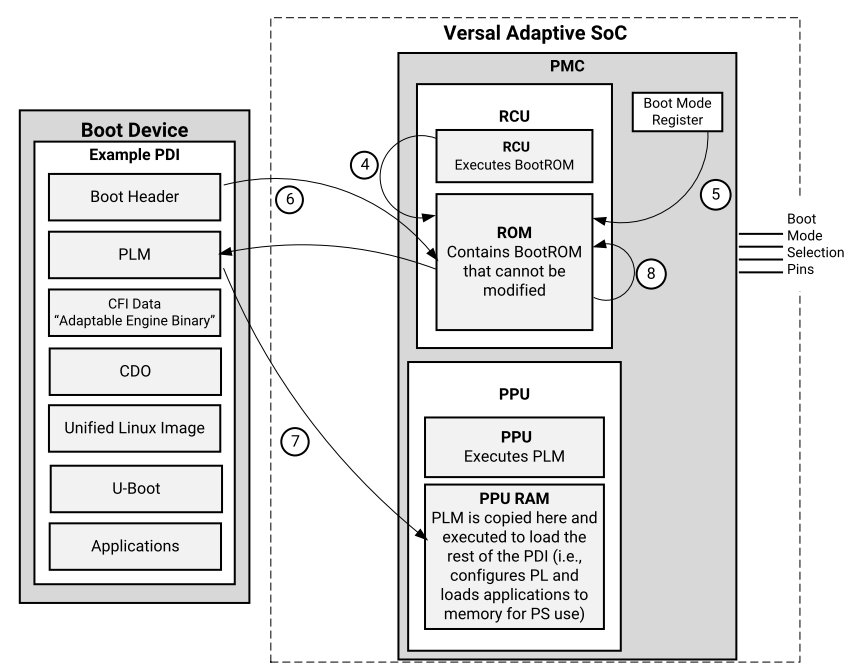 Versal Adaptive SoC
PMC
Boot Device
Example PDI
Boot Header
PLM
CFI Data
“Adaptable Engine Binary”
CDO
Unified Linux Image
U-Boot
Applications
RCU
RCU
Executes BootROM
ROM
Contains BootROM
that cannot be
modified
Boot Mode
Register
4
5
6
8
7
Boot
Mode
Selection
Pins
PPU
PPU
Executes PLM
PPU RAM
PLM is copied here and
executed to load the
rest of the PDI (i.e.,
configures PL and
loads applications to
memory for PS use)